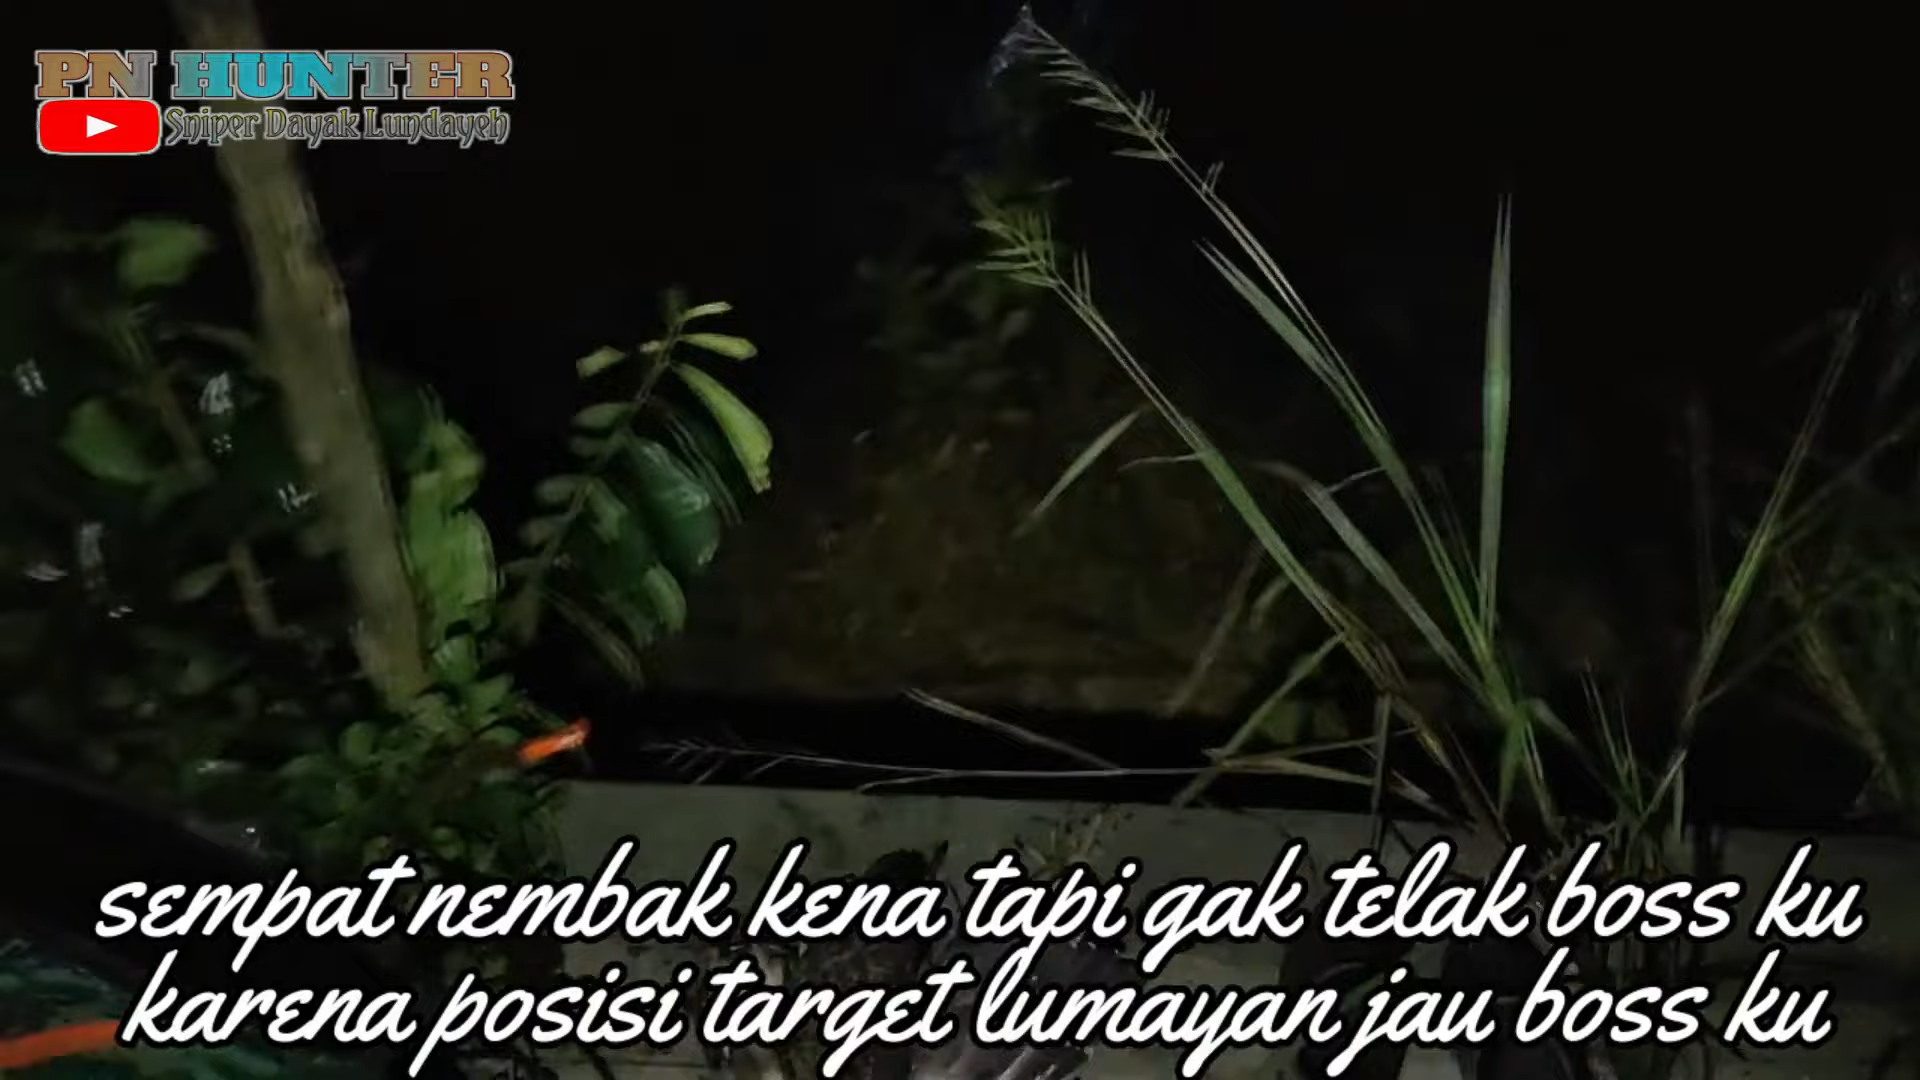 PN HUNTER
Sniper Dayak Lundayeh
sempat nembak kena tapi gak telak boss ku
karena posisi target lumayan jau boss ku